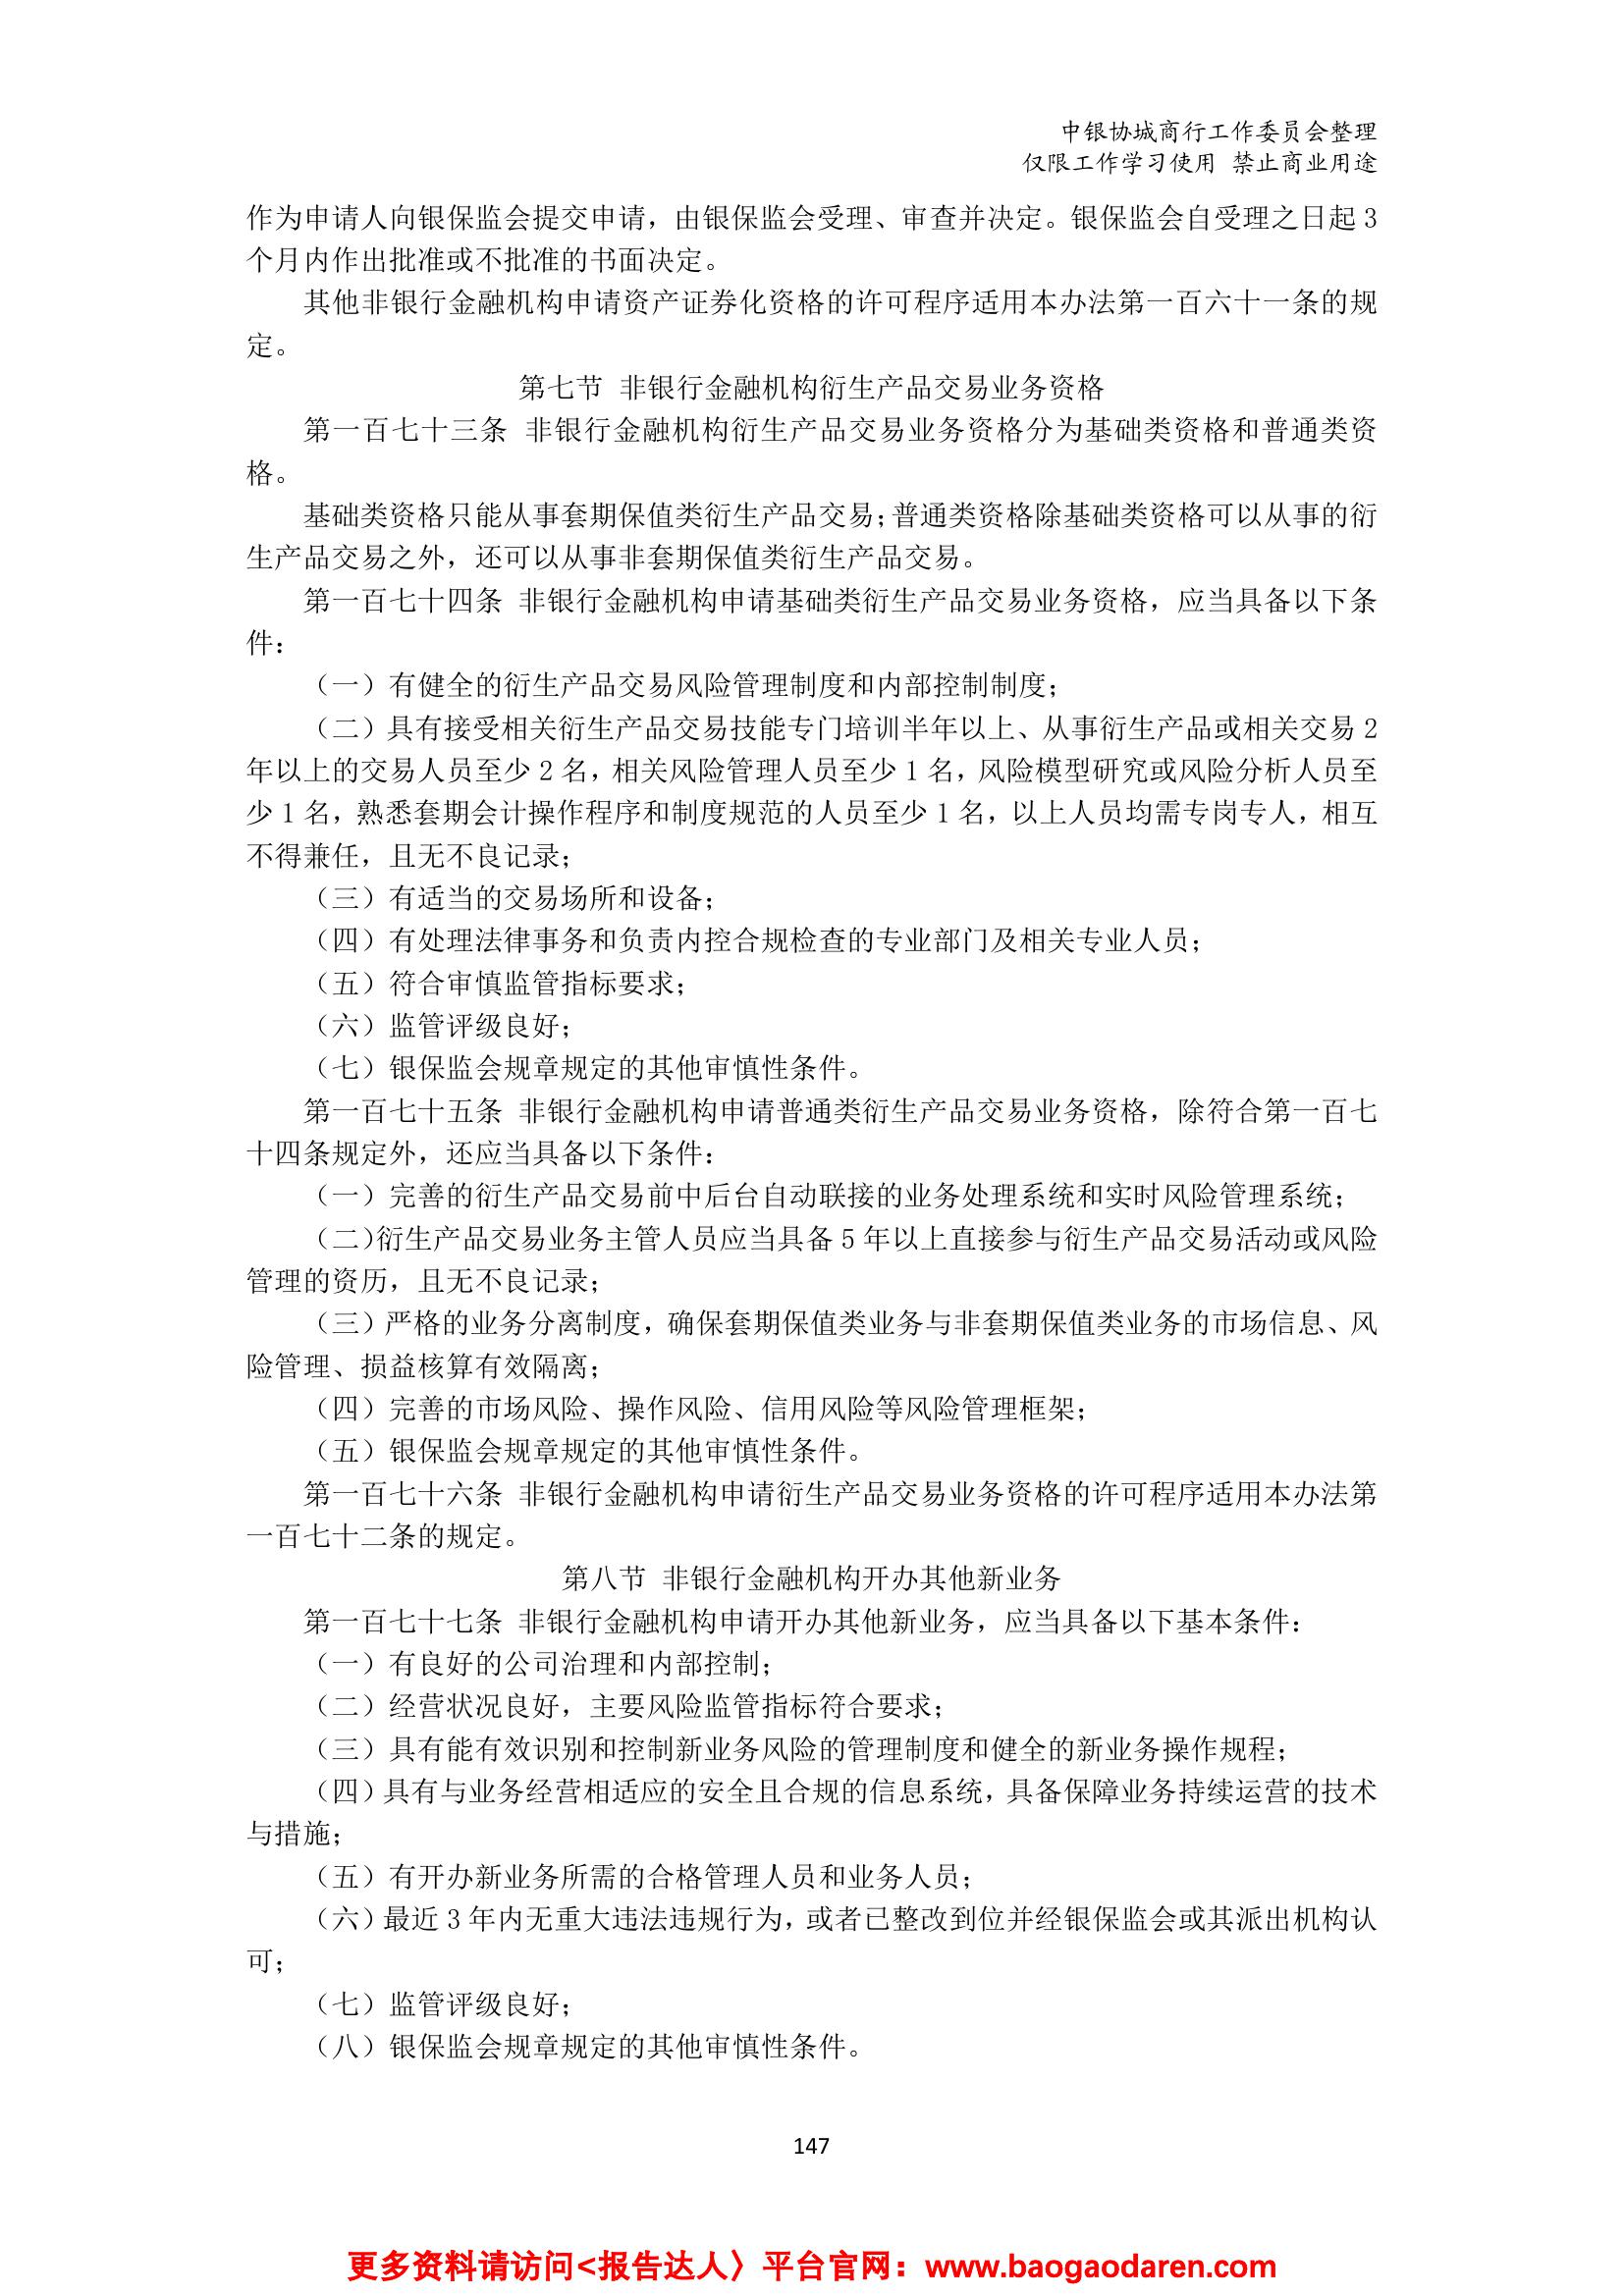 中银协城商行工作委员会整理
仅限工作学习使用 禁止商业用途
作为申请人向银保监会提交申请，由银保监会受理、审查并决定。银保监会自受理之日起 3
个月内作出批准或不批准的书面决定。
其他非银行金融机构申请资产证券化资格的许可程序适用本办法第一百六十一条的规
定。
第七节 非银行金融机构衍生产品交易业务资格
第一百七十三条 非银行金融机构衍生产品交易业务资格分为基础类资格和普通类资
格。
基础类资格只能从事套期保值类衍生产品交易；普通类资格除基础类资格可以从事的衍
生产品交易之外，还可以从事非套期保值类衍生产品交易。
第一百七十四条 非银行金融机构申请基础类衍生产品交易业务资格，应当具备以下条
件：
（一）有健全的衍生产品交易风险管理制度和内部控制制度；
（二）具有接受相关衍生产品交易技能专门培训半年以上、从事衍生产品或相关交易 2
年以上的交易人员至少 2 名，相关风险管理人员至少 1 名，风险模型研究或风险分析人员至
少 1 名，熟悉套期会计操作程序和制度规范的人员至少 1 名，以上人员均需专岗专人，相互
不得兼任，且无不良记录；
（三）有适当的交易场所和设备；
（四）有处理法律事务和负责内控合规检查的专业部门及相关专业人员；
（五）符合审慎监管指标要求；
（六）监管评级良好；
（七）银保监会规章规定的其他审慎性条件。
第一百七十五条 非银行金融机构申请普通类衍生产品交易业务资格，除符合第一百七
十四条规定外，还应当具备以下条件：
（一）完善的衍生产品交易前中后台自动联接的业务处理系统和实时风险管理系统；
（二）衍生产品交易业务主管人员应当具备 5 年以上直接参与衍生产品交易活动或风险
管理的资历，且无不良记录；
（三）严格的业务分离制度，确保套期保值类业务与非套期保值类业务的市场信息、风
险管理、损益核算有效隔离；
（四）完善的市场风险、操作风险、信用风险等风险管理框架；
（五）银保监会规章规定的其他审慎性条件。
第一百七十六条 非银行金融机构申请衍生产品交易业务资格的许可程序适用本办法第
一百七十二条的规定。
第八节 非银行金融机构开办其他新业务
第一百七十七条 非银行金融机构申请开办其他新业务，应当具备以下基本条件：
（一）有良好的公司治理和内部控制；
（二）经营状况良好，主要风险监管指标符合要求；
（三）具有能有效识别和控制新业务风险的管理制度和健全的新业务操作规程；
（四）具有与业务经营相适应的安全且合规的信息系统，具备保障业务持续运营的技术
与措施；
（五）有开办新业务所需的合格管理人员和业务人员；
（六）最近 3 年内无重大违法违规行为，或者已整改到位并经银保监会或其派出机构认
可；
（七）监管评级良好；
（八）银保监会规章规定的其他审慎性条件。
147
更多资料请访问<报告达人〉平台官网：www.baogaodaren.com